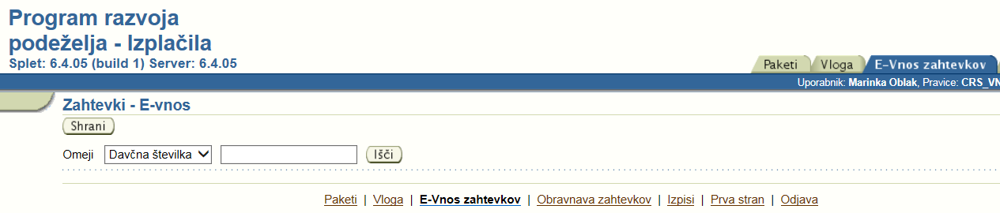 Program razvoja
podeželja - Izplačila
Splet: 6.4.05 (build 1) Server: 6.4.05
Paketi Vloga E-Vnos zahtevkov
Uporabnik: Marinka Oblak, Pravice: CRS_VN
Zahtevki - E-vnos
Shrani
Omeji Davčna številka Išči
Paketi | Vloga | E-Vnos zahtevkov | Obravnava zahtevkov | Izpisi | Prva stran | Odjava